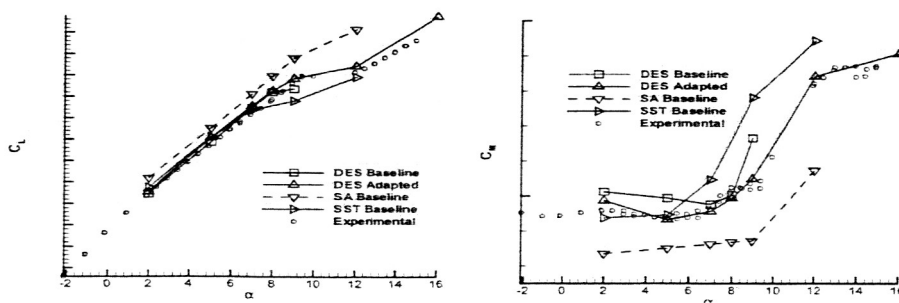 C_L
DES Baseline
DES Adapted
SA Baseline
SST Baseline
Experimental
-2 0 2 4 6 8 10 12 14 16
α
C_M
DES Baseline
DES Adapted
SA Baseline
SST Baseline
Experimental
-2 0 2 4 6 8 10 12 14 16
α